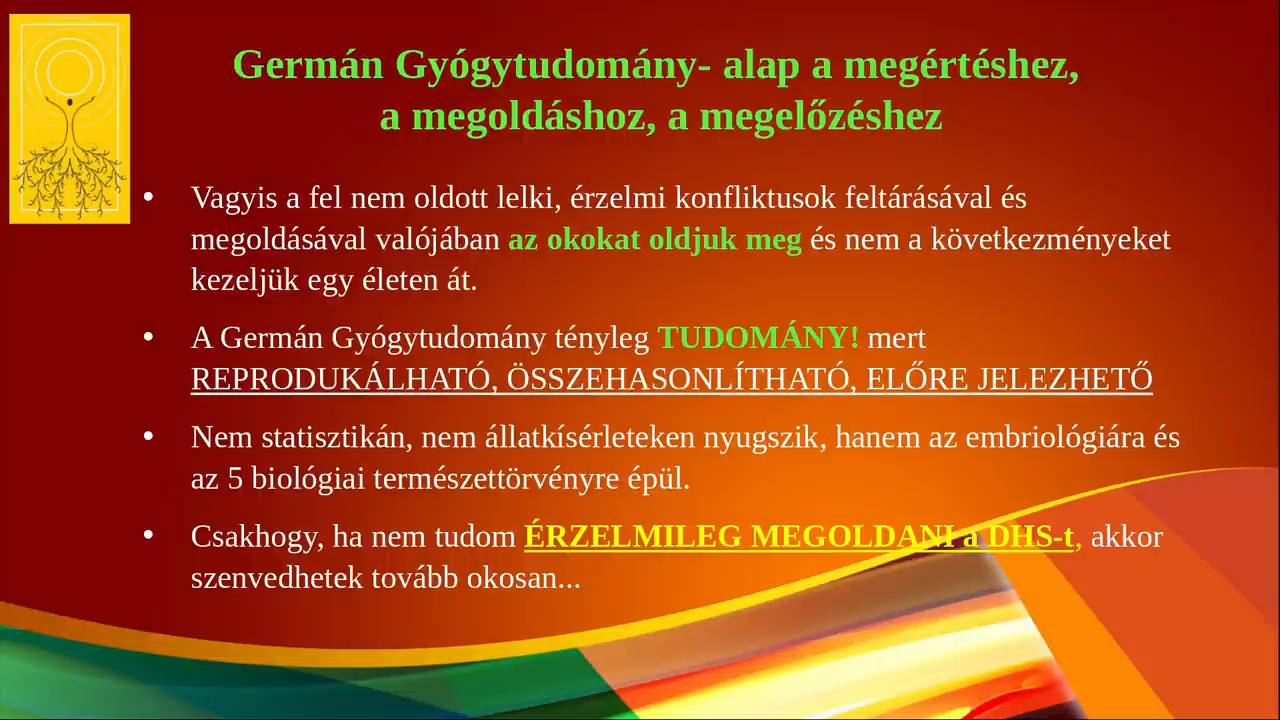 Germán Gyógytudomány- alap a megértéshez,
a megoldáshoz, a megelőzéshez
• Vagyis a fel nem oldott lelki, érzelmi konfliktusok feltárásával és
megoldásával valójában az okokat oldjuk meg és nem a következményeket
kezeljük egy életen át.
• A Germán Gyógytudomány tényleg TUDOMÁNY! mert
REPRODUKÁLHATÓ, ÖSSZEHASONLÍTHATÓ, ELŐRE JELEZHETŐ
• Nem statisztikán, nem állatkísérleteken nyugszik, hanem az embriológiára és
az 5 biológiai természettörvényre épül.
• Csakhogy, ha nem tudom ÉRZELMILEG MEGOLDANI a DHS-t, akkor
szenvedhetek tovább okosan...